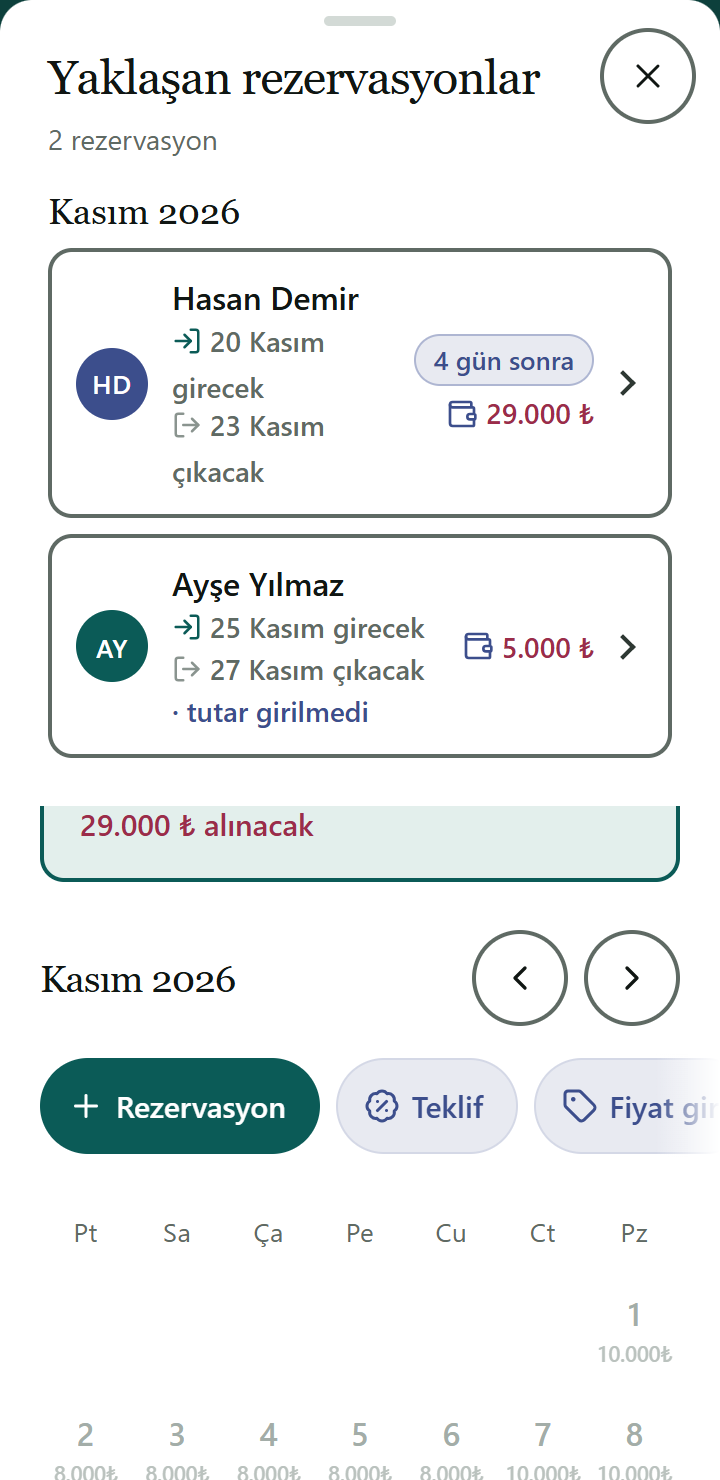 Yaklaşan rezervasyonlar
2 rezervasyon
Kasım 2026
Hasan Demir
HD
20 Kasım
girecek
23 Kasım
çıkacak
4 gün sonra
29.000 ₺
Ayşe Yılmaz
AY
25 Kasım girecek
27 Kasım çıkacak
· tutar girilmedi
5.000 ₺
29.000 ₺ alınacak
Kasım 2026
Rezervasyon
Teklif
Fiyat gir
Pt Sa Ça Pe Cu Ct Pz
1
10.000₺
2 3 4 5 6 7 8
8.000₺ 8.000₺ 8.000₺ 8.000₺ 8.000₺ 10.000₺ 10.000₺